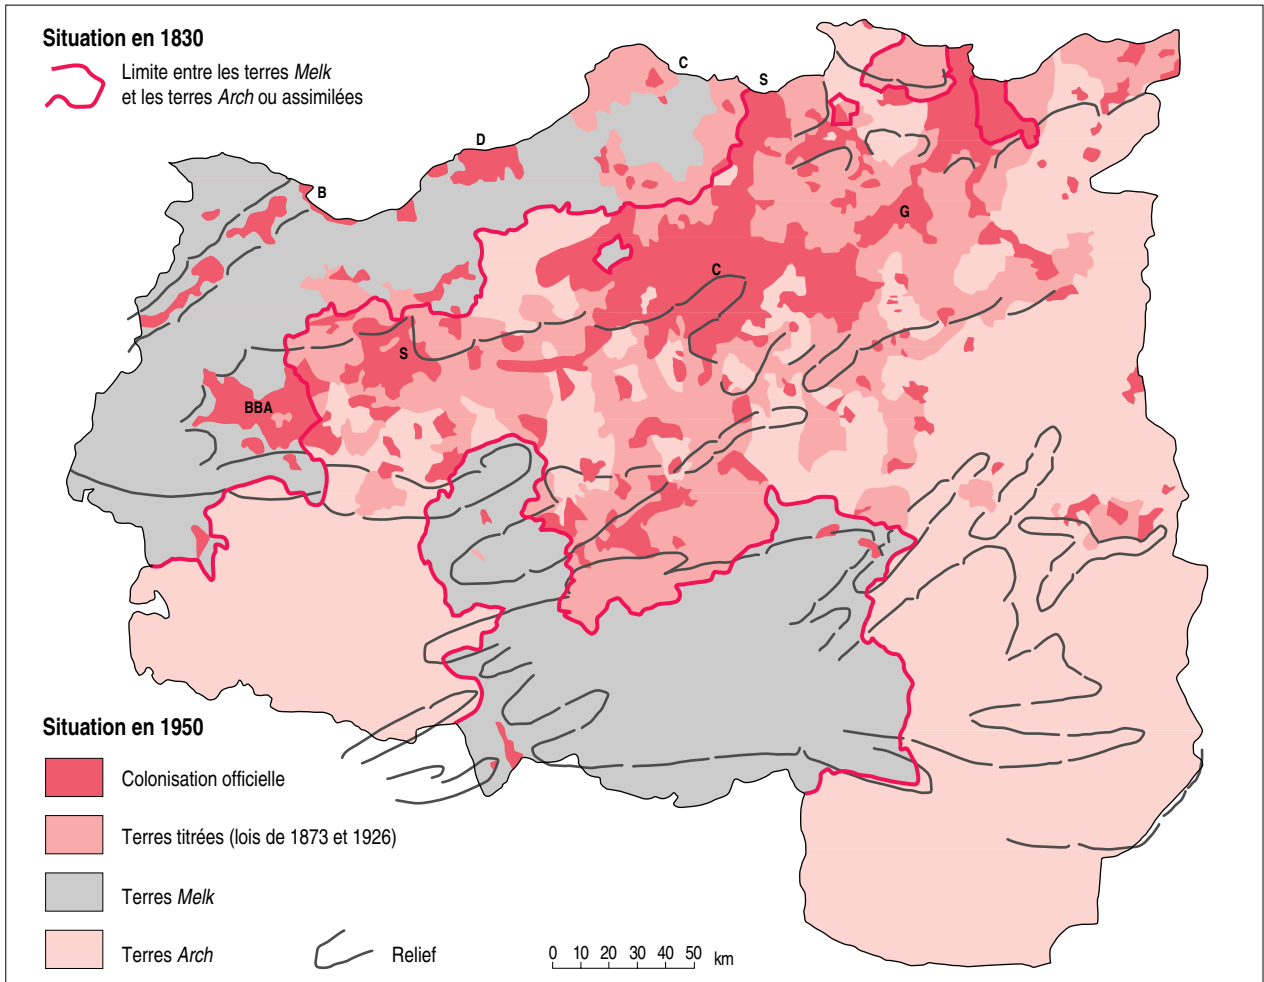 Situation en 1830
Limite entre les terres Melk
et les terres Arch ou assimilées
C
S
D
B
G
C
S
BBA
Situation en 1950
Colonisation officielle
Terres titrées (lois de 1873 et 1926)
Terres Melk
Terres Arch
Relief
0 10 20 30 40 50 km